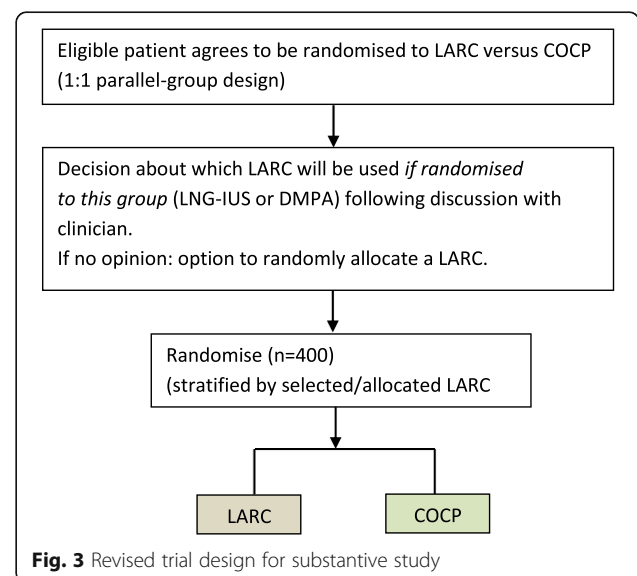 Eligible patient agrees to be randomised to LARC versus COCP
(1:1 parallel-group design)
Decision about which LARC will be used if randomised
to this group (LNG-IUS or DMPA) following discussion with
clinician.
If no opinion: option to randomly allocate a LARC.
Randomise (n=400)
(stratified by selected/allocated LARC
LARC
COCP
Fig. 3 Revised trial design for substantive study